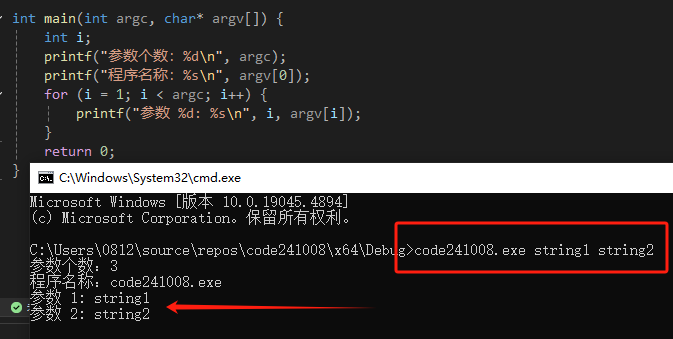 int main(int argc, char* argv[]) {
int i;
printf("参数个数: %d\n", argc);
printf("程序名称: %s\n", argv[0]);
for (i = 1; i < argc; i++) {
printf("参数 %d: %s\n", i, argv[i]);
}
return 0;
}
C:\Windows\System32\cmd.exe
Microsoft Windows [版本 10.0.19045.4894]
(c) Microsoft Corporation。保留所有权利。
C:\Users\0812\source\repos\code241008\x64\Debug>code241008.exe string1 string2
参数个数: 3
程序名称: code241008.exe
参数 1: string1
参数 2: string2